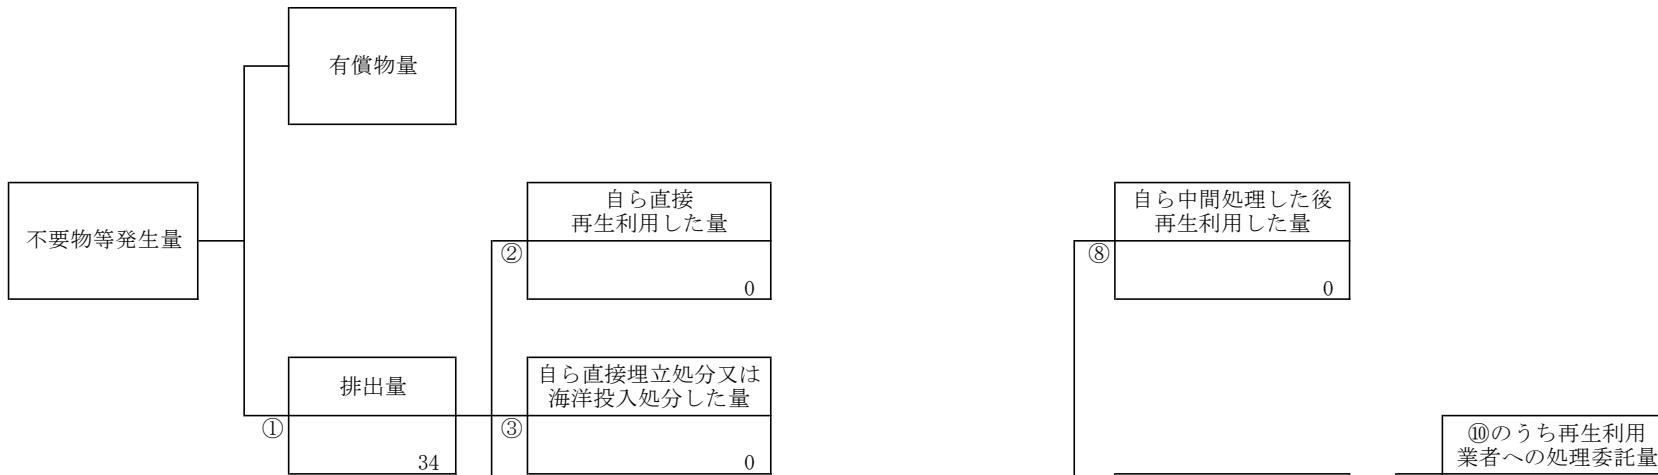 有償物量
不要物等発生量
自ら直接
再生利用した量
②
0
自ら中間処理した後
再生利用した量
⑧
0
排出量
①
34
自ら直接埋立処分又は
海洋投入処分した量
③
0
⑩のうち再生利用
業者への処理委託量